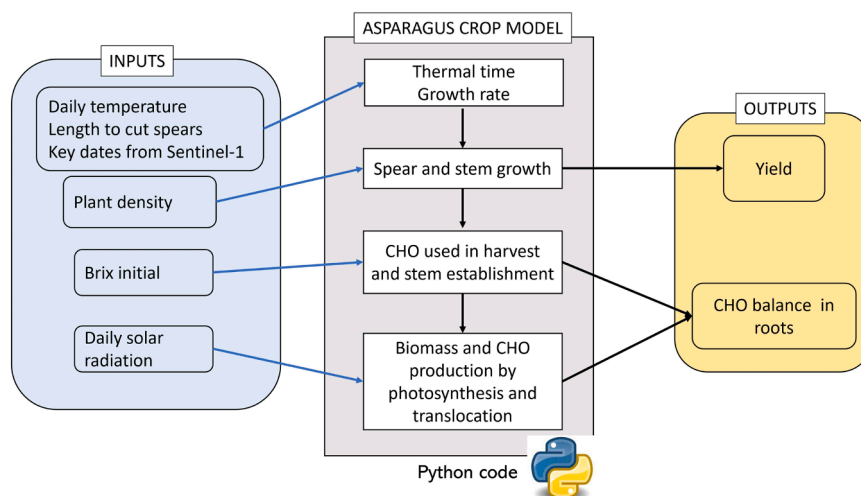 ASPARAGUS CROP MODEL
INPUTS
Daily temperature
Length to cut spears
Key dates from Sentinel-1
Plant density
Brix initial
Daily solar
radiation
Thermal time
Growth rate
Spear and stem growth
CHO used in harvest
and stem establishment
Biomass and CHO
production by
photosynthesis and
translocation
Python code
OUTPUTS
Yield
CHO balance in
roots